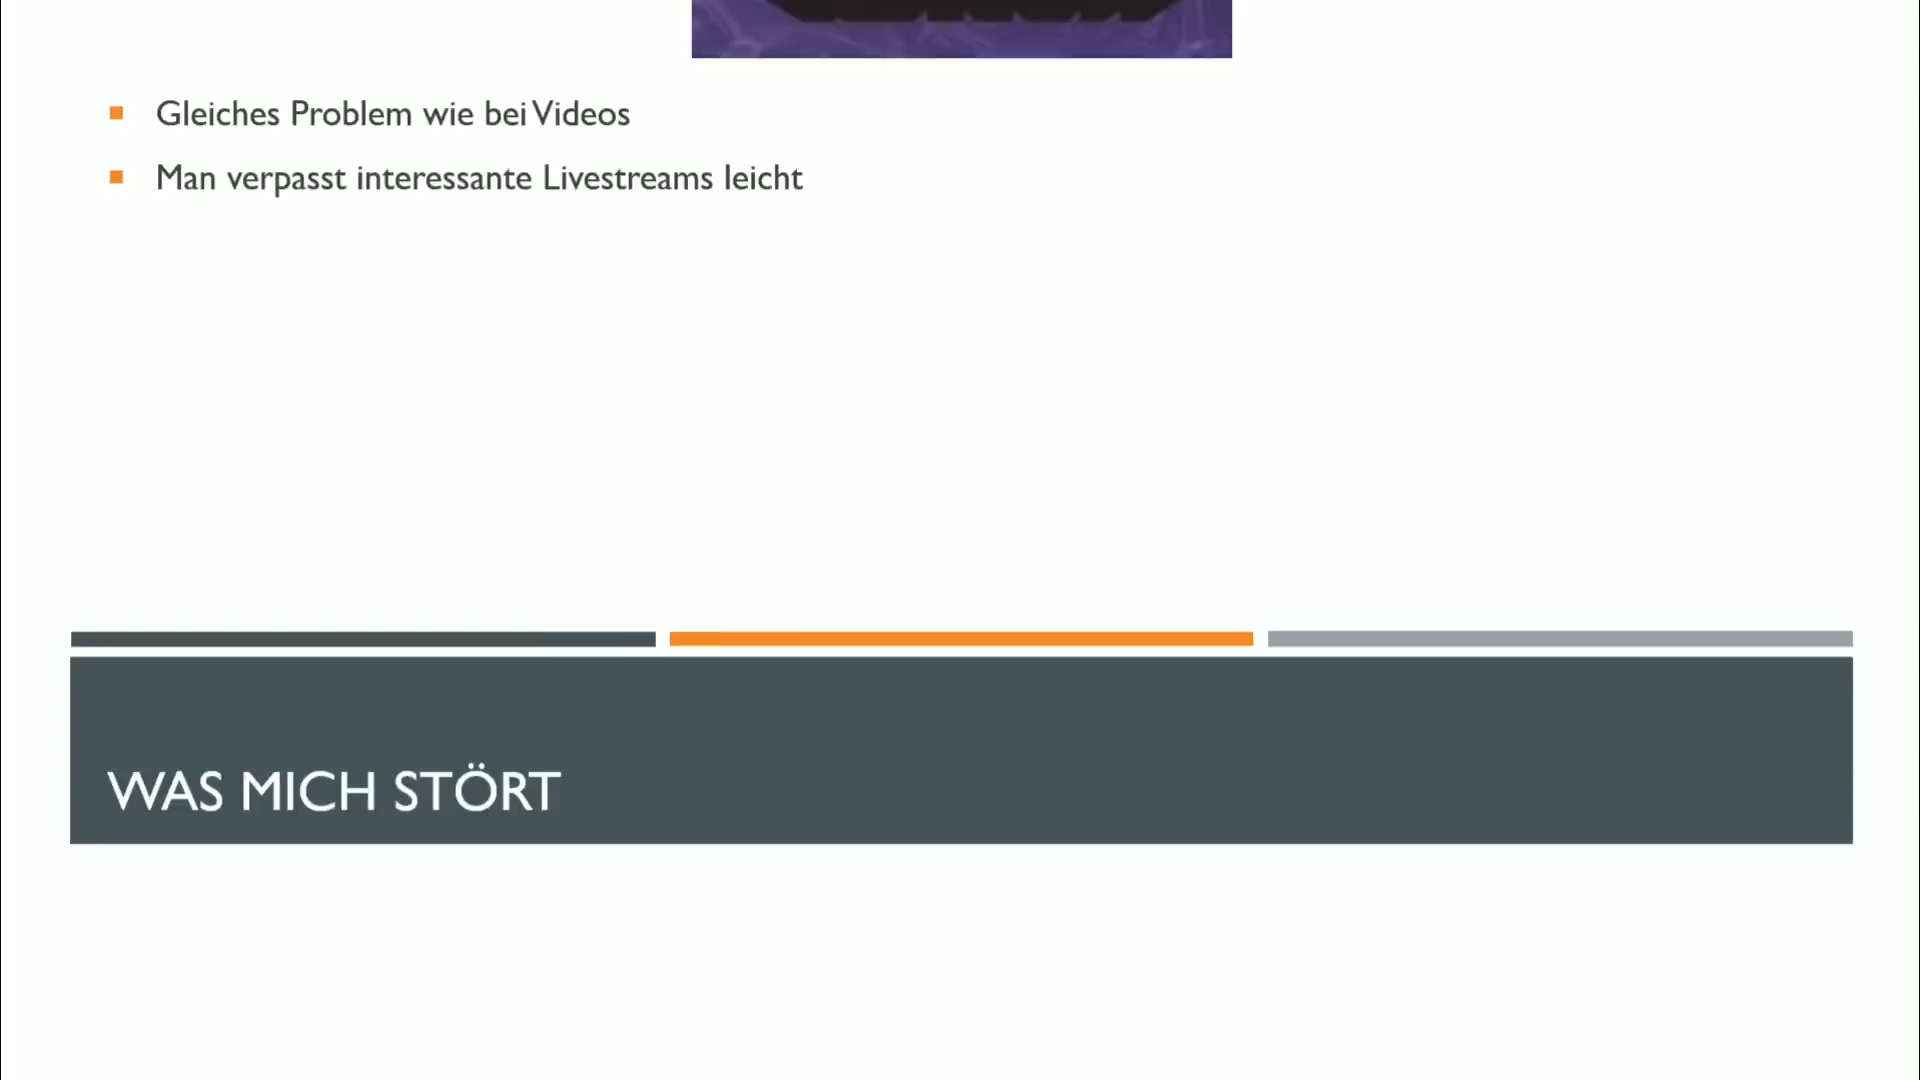 Gleiches Problem wie bei Videos
Man verpasst interessante Livestreams leicht
WAS MICH STÖRT